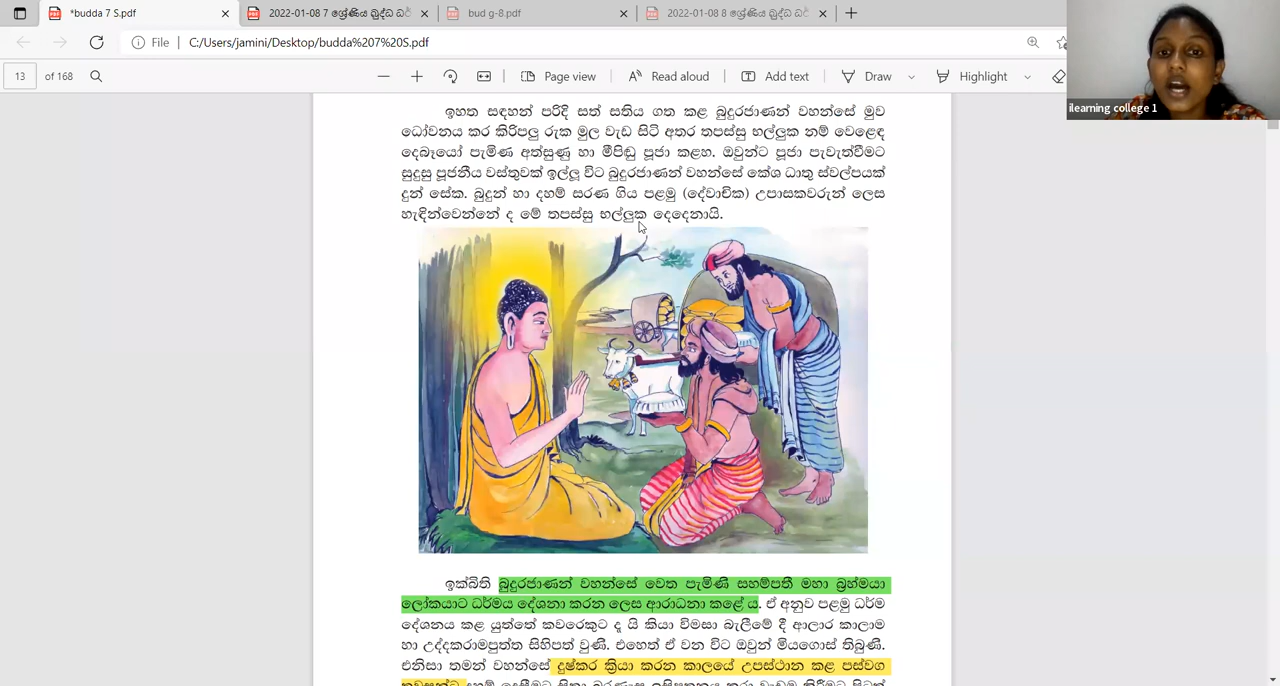 *budda 7 S.pdf
2022-01-08 7 ශ්‍රේණිය බුද්ධ
bud g-8.pdf
2022-01-08 8 ශ්‍රේණිය බුද්ධ
File
C:/Users/jamini/Desktop/budda%207%20S.pdf
13 of 168
Page view
Read aloud
Add text
Draw
Highlight
ilearning college 1
ඉහත සඳහන් පරිදි සත් සතිය ගත කළ බුදුරජාණන් වහන්සේ මුව
ධෝවනය කර කිරිපලු රුක මුල වැඩ සිටි අතර තපස්සු භල්ලුක නම් වෙළෙඳ
දෙබෑයෝ පැමිණ අත්සුණු හා මීපිඬු පූජා කළහ. ඔවුන්ට පූජා පැවැත්වීමට
සුදුසු පූජනීය වස්තුවක් ඉල්ලූ විට බුදුරජාණන් වහන්සේ කේශ ධාතු ස්වල්පයක්
දුන් සේක. බුදුන් හා දහම් සරණ ගිය පළමු (ද්වේවාචික) උපාසකවරුන් ලෙස
හැඳින්වෙන්නේ ද මේ තපස්සු භල්ලුක දෙදෙනායි.
ඉක්බිති බුදුරජාණන් වහන්සේ වෙත පැමිණි සහම්පතී මහා බ්‍රහ්මයා
ලෝකයාට ධර්මය දේශනා කරන ලෙස ආරාධනා කළේ ය. ඒ අනුව පළමු ධර්ම
දේශනය කළ යුත්තේ කවරෙකුට දැ යි කියා විමසා බැලීමේ දී ආලාර කාලාම
හා උද්දකරාමපුත්ත සිහිපත් වුණි. එහෙත් ඒ වන විට ඔවුන් මියගොස් තිබුණි.
එනිසා තමන් වහන්සේ දුෂ්කර ක්‍රියා කරන කාලයේ උපස්ථාන කළ පස්වග